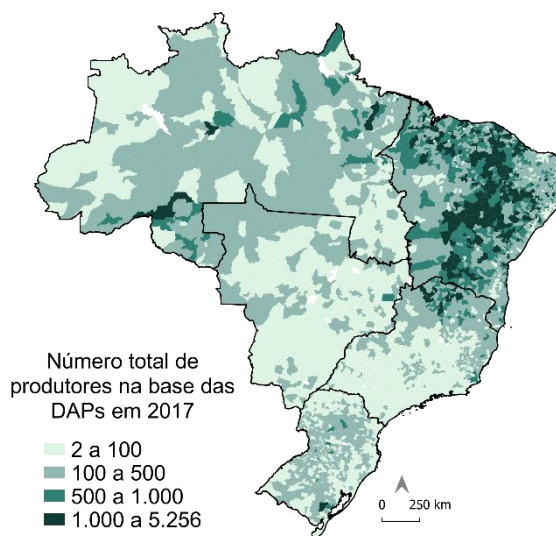 Número total de
produtores na base das
DAPs em 2017
2 a 100
100 a 500
500 a 1.000
1.000 a 5.256
0 250 km